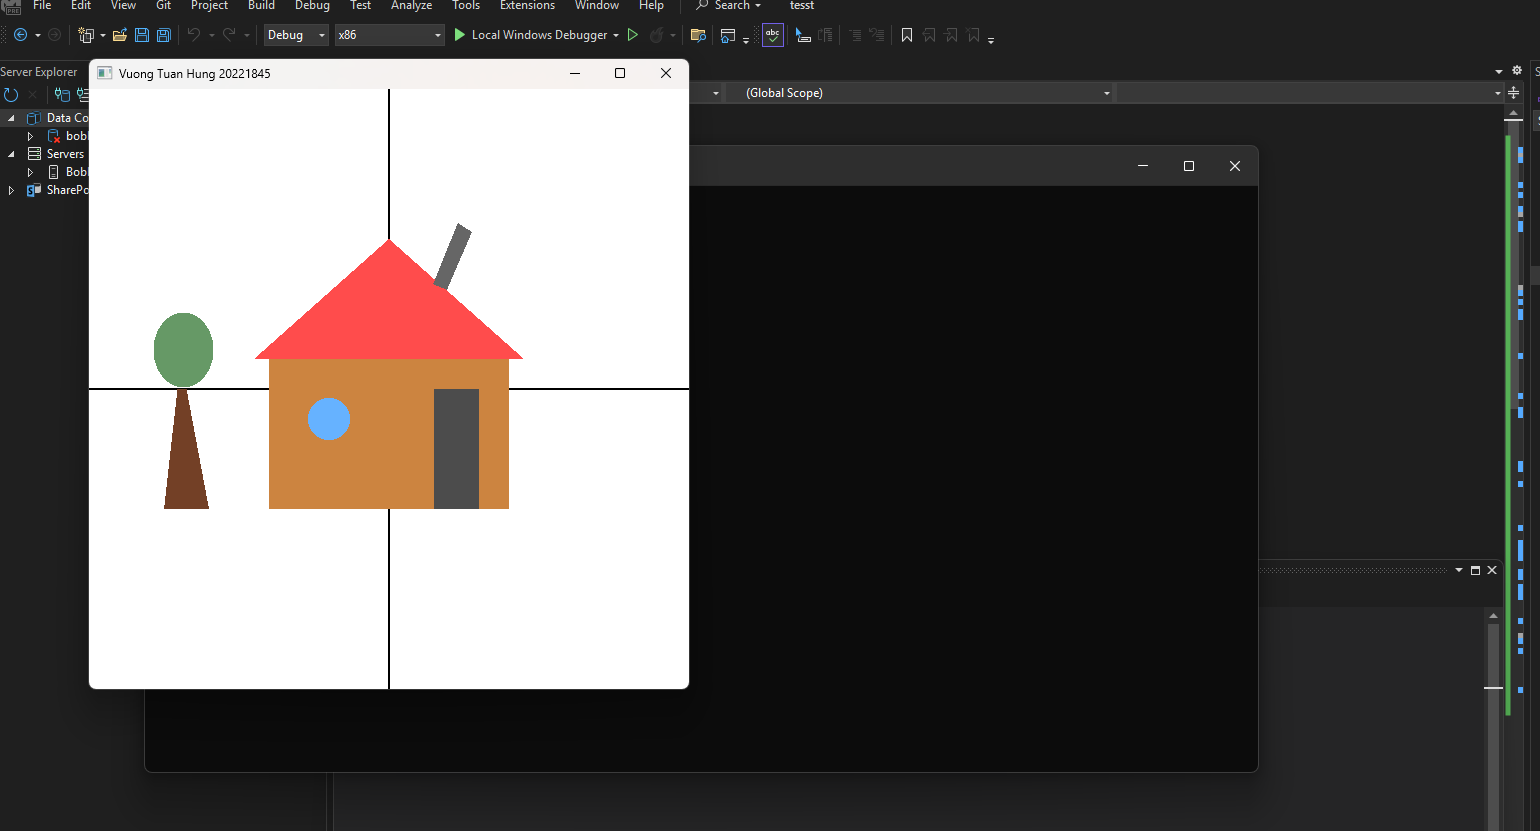 File Edit View Git Project Build Debug Test Analyze Tools Extensions Window Help Search tesst
Debug x86 Local Windows Debugger abc
Server Explorer
Vuong Tuan Hung 20221845
(Global Scope)
Data Co
bobl
Servers
Bobl
SharePo